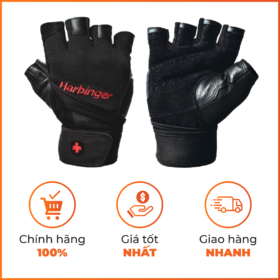 Harbinger
Chính hãng
100%
Giá tốt
NHẤT
Giao hàng
NHANH